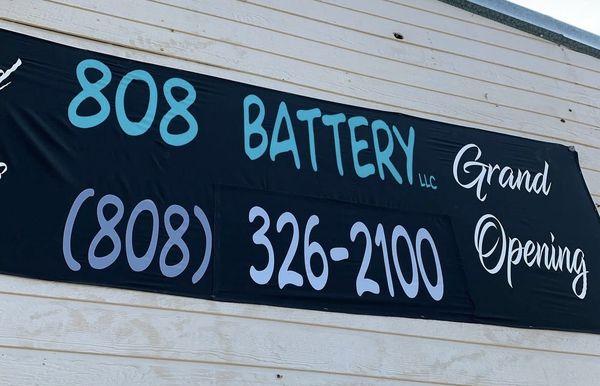 808 BATTERY LLC
(808) 326-2100
Grand
Opening